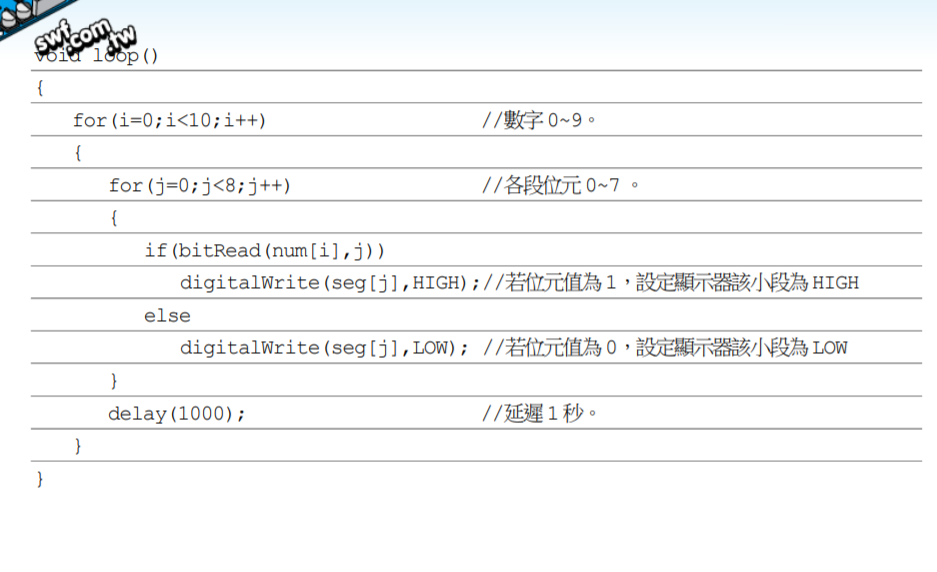 swf.com.tw
void loop()
{
for(i=0;i<10;i++) //數字 0~9。
{
for(j=0;j<8;j++) //各段位元 0~7 。
{
if(bitRead(num[i],j))
digitalWrite(seg[j],HIGH);//若位元值為 1，設定顯示器該小段為 HIGH
else
digitalWrite(seg[j],LOW); //若位元值為 0，設定顯示器該小段為 LOW
}
delay(1000); //延遲 1 秒。
}
}